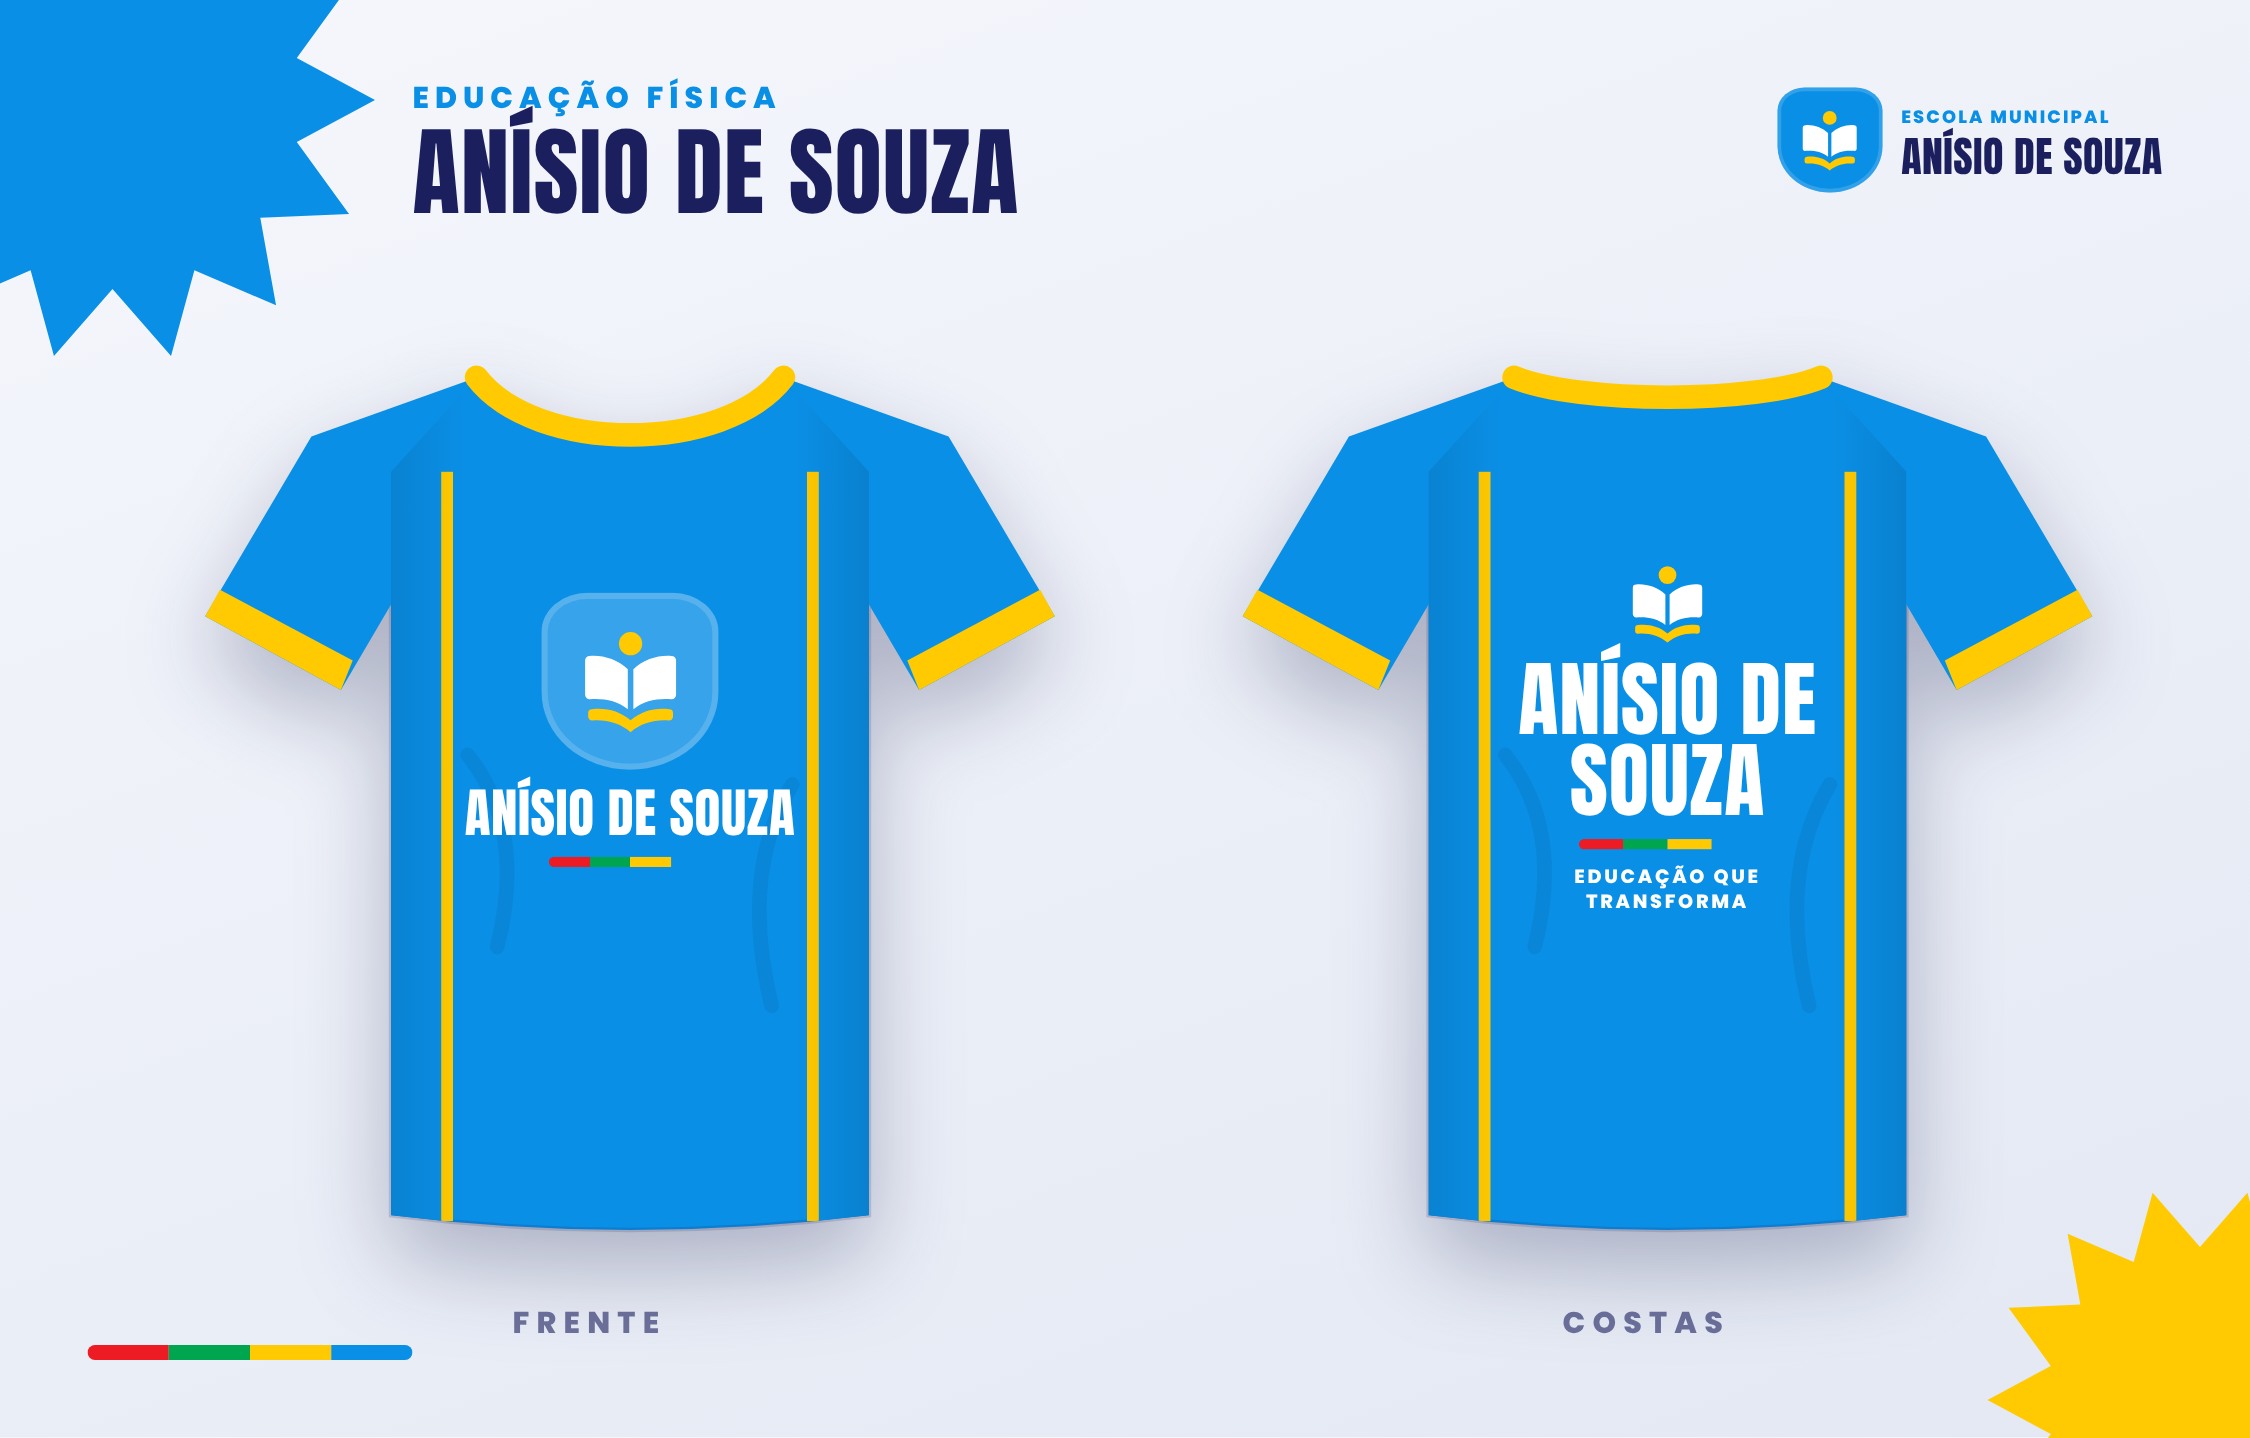 EDUCAÇÃO FÍSICA
ANÍSIO DE SOUZA
ESCOLA MUNICIPAL
ANÍSIO DE SOUZA
ANÍSIO DE SOUZA
ANÍSIO DE
SOUZA
EDUCAÇÃO QUE
TRANSFORMA
FRENTE
COSTAS